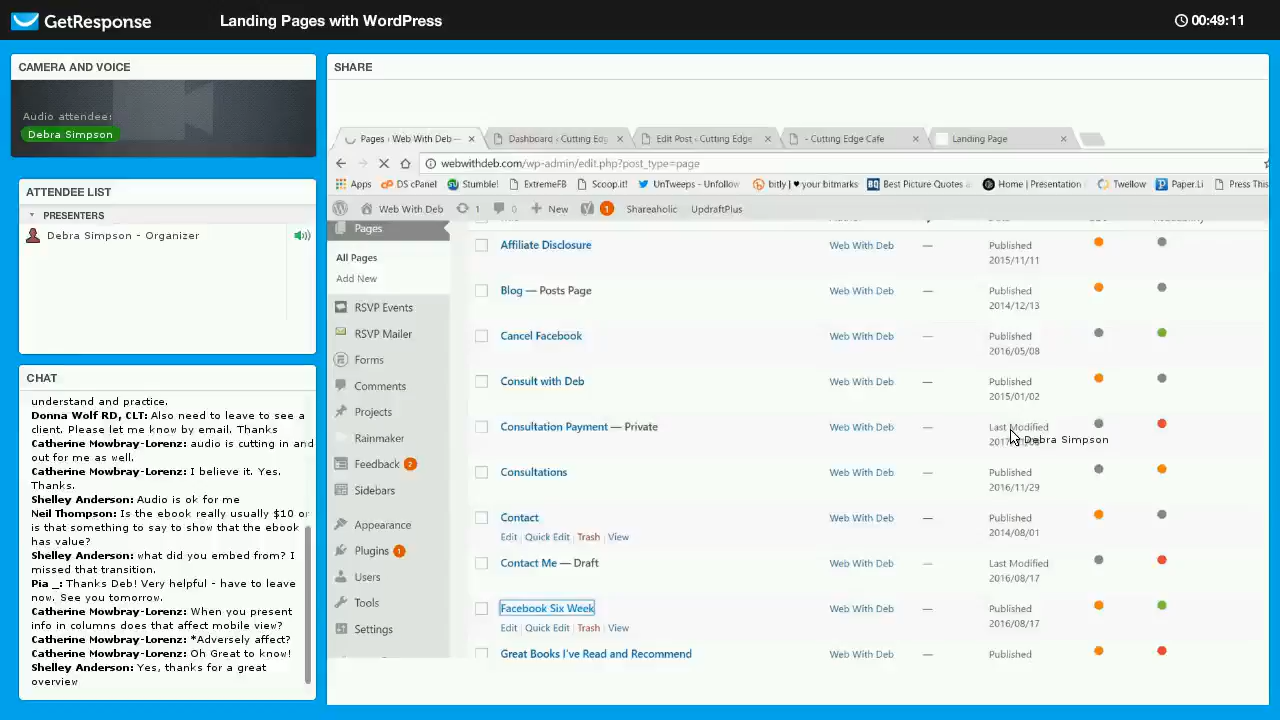 GetResponse
Landing Pages with WordPress
00:49:11
CAMERA AND VOICE
Audio attendee:
Debra Simpson
ATTENDEE LIST
PRESENTERS
Debra Simpson - Organizer
CHAT
understand and practice.
Donna Wolf RD, CLT: Also need to leave to see a
client. Please let me know by email. Thanks
Catherine Mowbray-Lorenz: audio is cutting in and
out for me as well.
Catherine Mowbray-Lorenz: I believe it. Yes.
Thanks.
Shelley Anderson: Audio is ok for me
Neil Thompson: Is the ebook really usually $10 or
is that something to say to show that the ebook
has value?
Shelley Anderson: what did you embed from? I
missed that transition.
Pia _: Thanks Deb! Very helpful - have to leave
now. See you tomorrow.
Catherine Mowbray-Lorenz: When you present
info in columns does that affect mobile view?
Catherine Mowbray-Lorenz: *Adversely affect?
Catherine Mowbray-Lorenz: Oh Great to know!
Shelley Anderson: Yes, thanks for a great
overview
SHARE
Pages ‹ Web With Deb —
Dashboard ‹ Cutting Edg
Edit Post ‹ Cutting Edge
- Cutting Edge Cafe
Landing Page
webwithdeb.com/wp-admin/edit.php?post_type=page
Apps DS cPanel Stumble! ExtremeFB Scoop.it! UnTweeps - Unfollow bitly | ♥ your bitmarks Best Picture Quotes a Home | Presentation Twellow Paper.Li Press This
Web With Deb 1 0 New 1 Shareaholic UpdraftPlus
Pages
All Pages
Add New
RSVP Events
RSVP Mailer
Forms
Comments
Projects
Rainmaker
Feedback 2
Sidebars
Appearance
Plugins 1
Users
Tools
Settings
Affiliate Disclosure Web With Deb — Published
2015/11/11
Blog — Posts Page Web With Deb — Published
2014/12/13
Cancel Facebook Web With Deb — Published
2016/05/08
Consult with Deb Web With Deb — Published
2015/01/02
Consultation Payment — Private Web With Deb — Last Modified
Debra Simpson
Consultations Web With Deb — Published
2016/11/29
Contact Web With Deb — Published
Edit | Quick Edit | Trash | View 2014/08/01
Contact Me — Draft Web With Deb — Last Modified
2016/08/17
Facebook Six Week Web With Deb — Published
Edit | Quick Edit | Trash | View 2016/08/17
Great Books I've Read and Recommend Web With Deb — Published